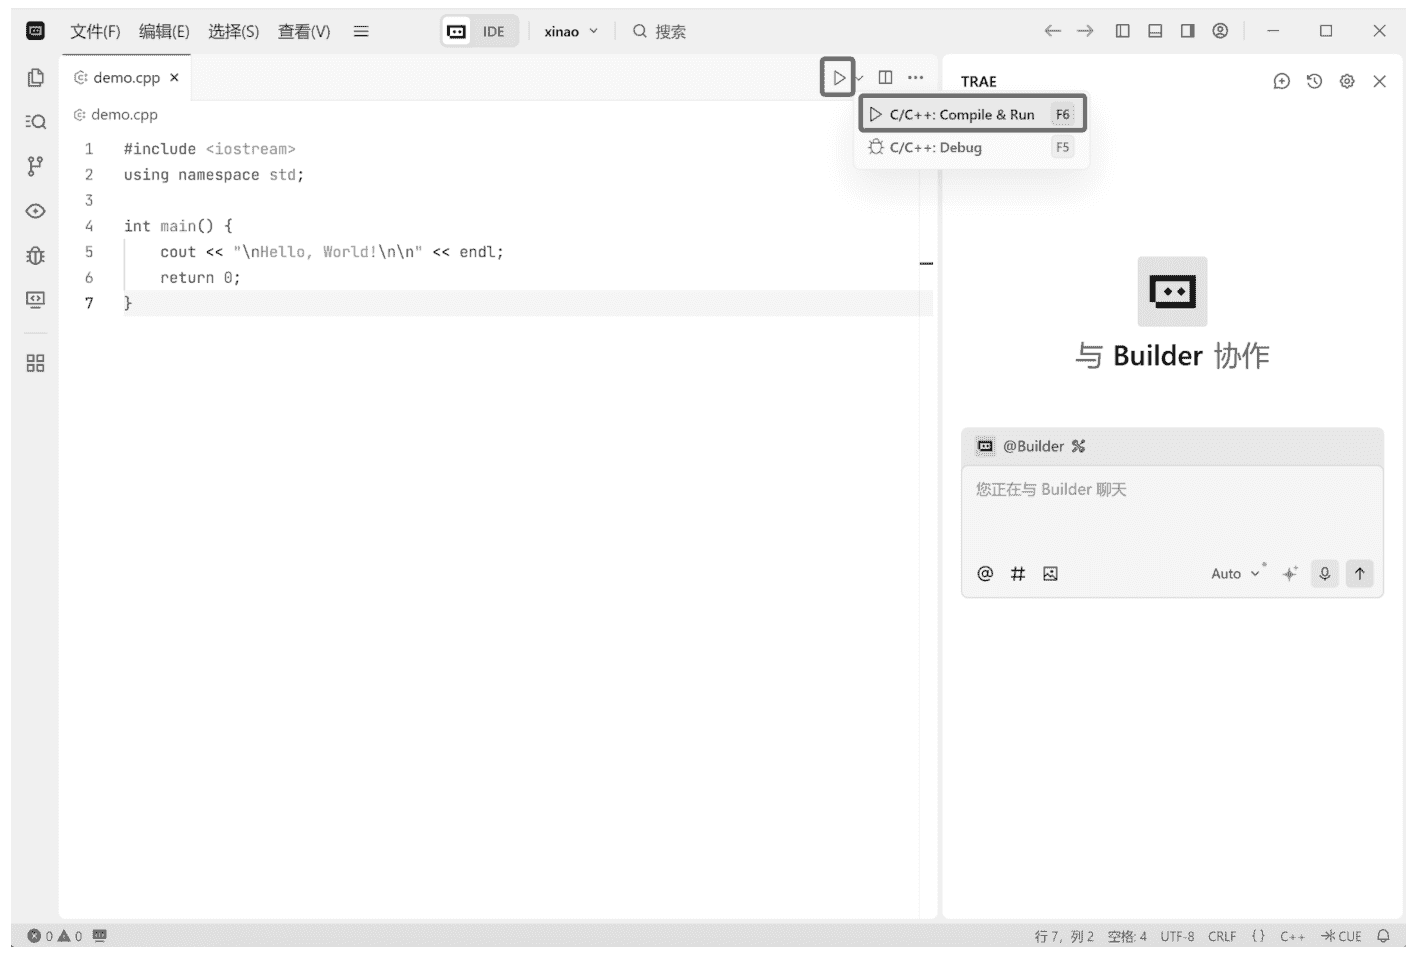 文件(F) 编辑(E) 选择(S) 查看(V) IDE xinao 搜索
demo.cpp
TRAE
demo.cpp
C/C++: Compile & Run F6
C/C++: Debug F5
1 #include <iostream>
2 using namespace std;
3
4 int main() {
5 cout << "\nHello, World!\n\n" << endl;
6 return 0;
7 }
与 Builder 协作
@Builder
您正在与 Builder 聊天
@ # Auto
0 0 行 7, 列 2 空格: 4 UTF-8 CRLF {} C++ CUE